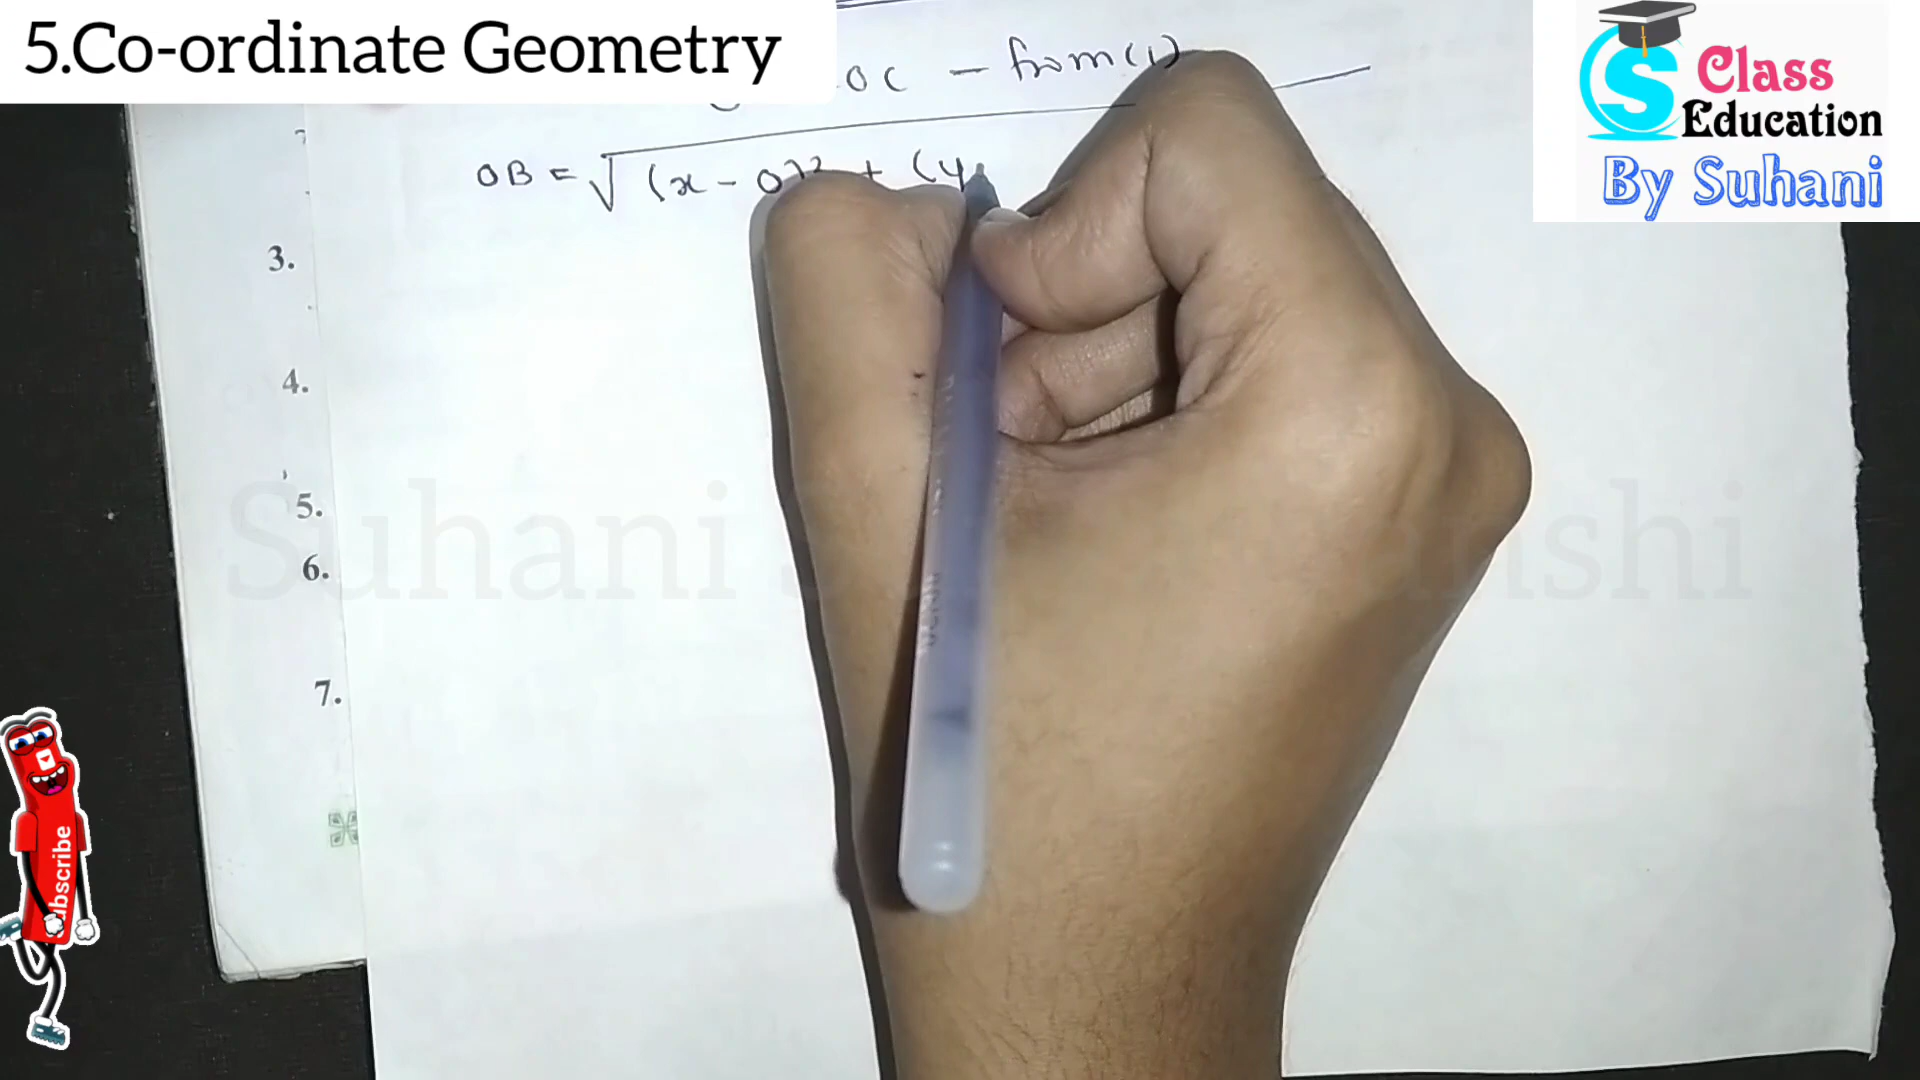 5.Co-ordinate Geometry
Class
Education
By Suhani
OC - from (1)
OB = √(x - 0)² + (y
3.
4.
5.
6.
7.
Suhani
Subscribe